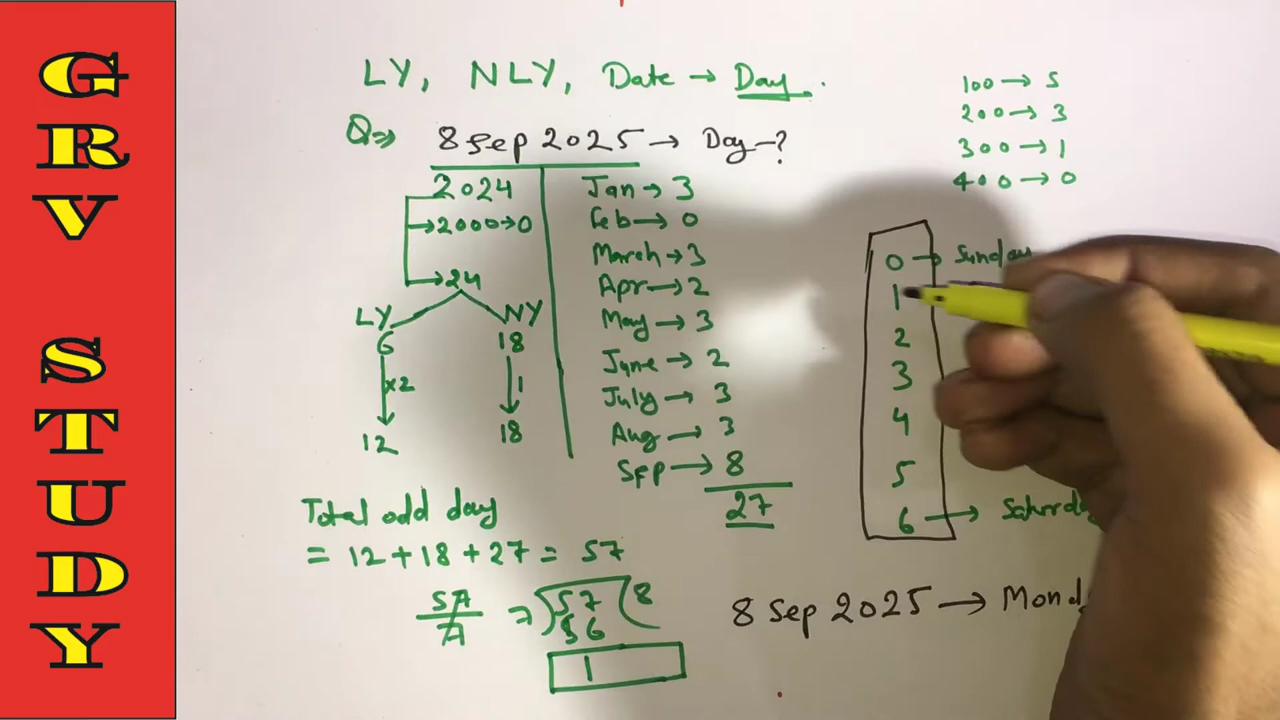 GRV STUDY
LY, NLY, Date → Day.
Q⇒ 8 Sep 2025 → Day - ?
100 → 5
200 → 3
300 → 1
400 → 0
2024
→ 2000 → 0
→ 24
LY NY
6 18
×2 1
12 18
Jan → 3
Feb → 0
March → 3
Apr → 2
May → 3
June → 2
July → 3
Aug → 3
Sep → 8
27
0 → Sunday
1
2
3
4
5
6 → Saturday
Total odd day
= 12 + 18 + 27 = 57
57 ( 8
56
1
8 Sep 2025 → Mond